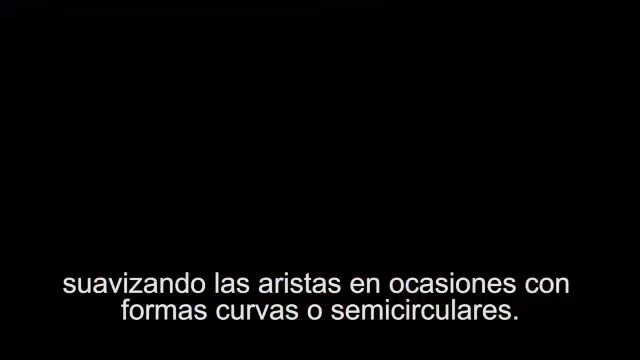 suavizando las aristas en ocasiones con
formas curvas o semicirculares.